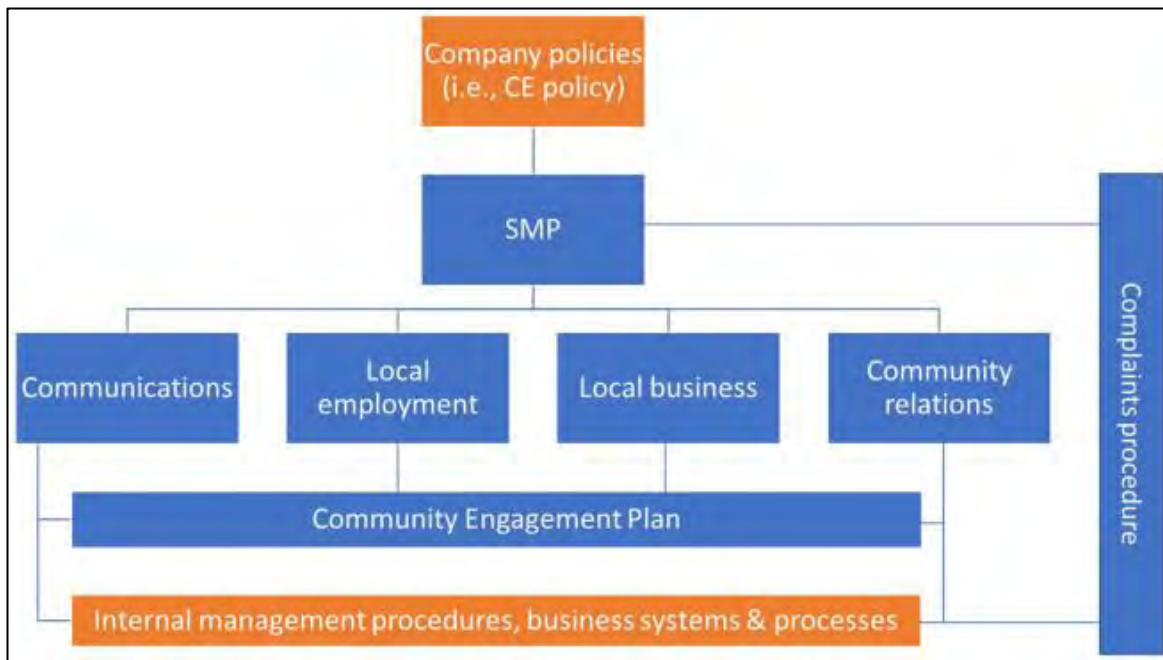 Company policies
(i.e., CE policy)
SMP
Communications
Local
employment
Local business
Community
relations
Complaints procedure
Community Engagement Plan
Internal management procedures, business systems & processes